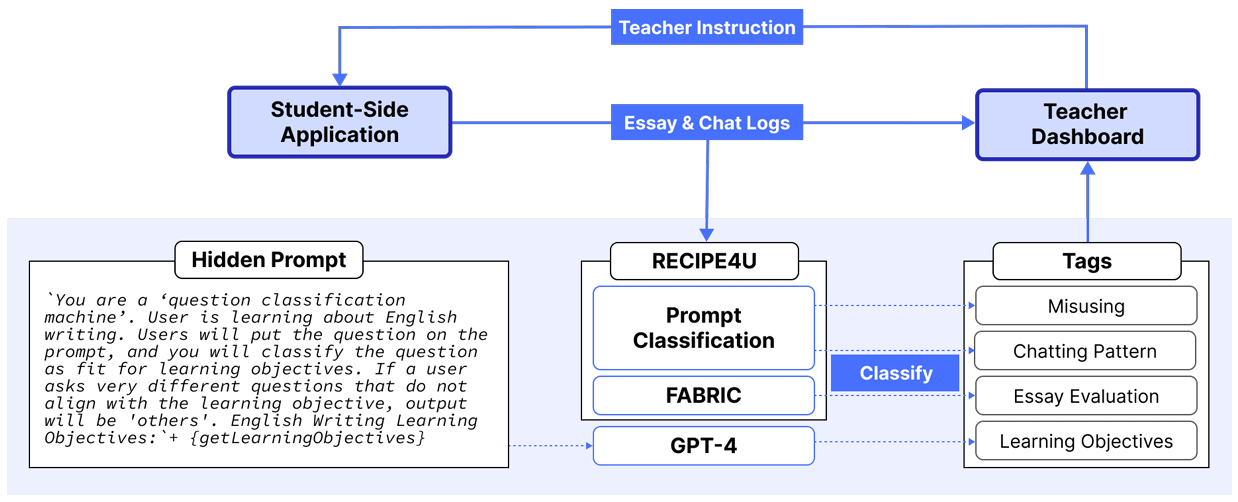 Teacher Instruction
Student-Side
Application
Essay & Chat Logs
Teacher
Dashboard
Hidden Prompt
`You are a ‘question classification
machine’. User is learning about English
writing. Users will put the question on the
prompt, and you will classify the question
as fit for learning objectives. If a user
asks very different questions that do not
align with the learning objective, output
will be 'others'. English Writing Learning
Objectives:`+ {getLearningObjectives}
RECIPE4U
Prompt
Classification
FABRIC
GPT-4
Classify
Tags
Misusing
Chatting Pattern
Essay Evaluation
Learning Objectives